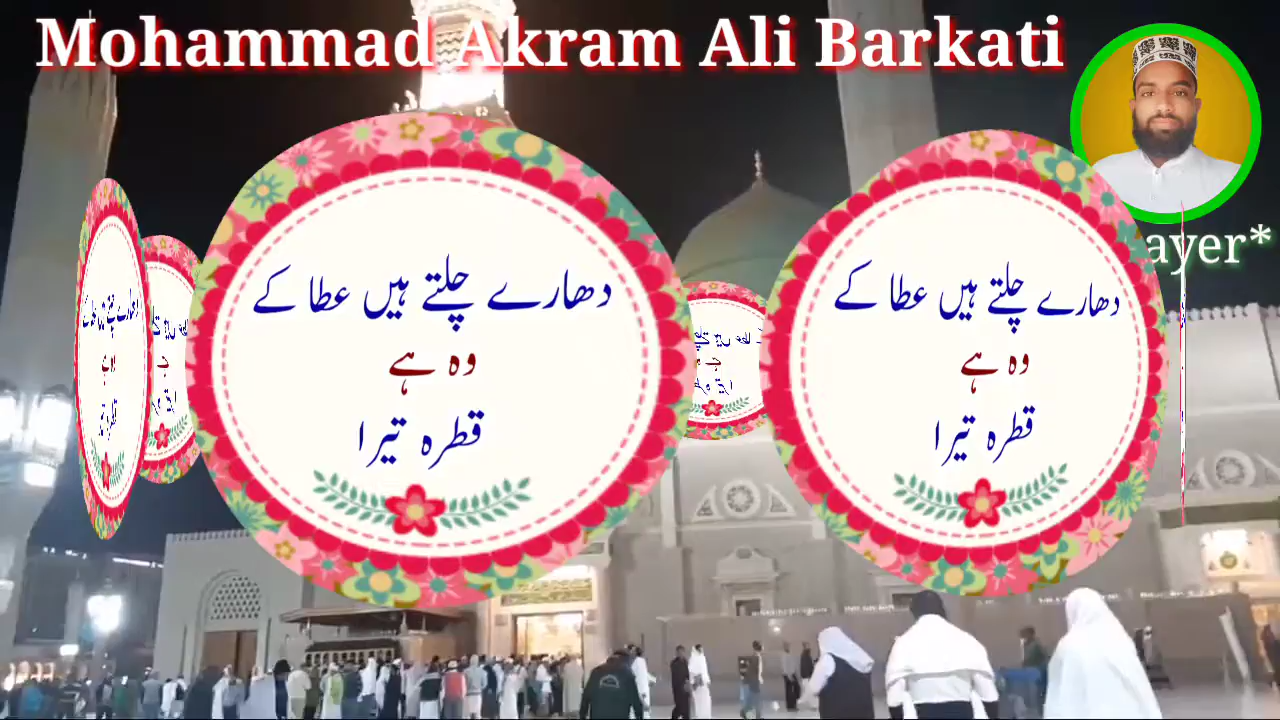 Mohammad Akram Ali Barkati
ayer*
دھارے چلتے ہیں عطا کے
وہ ہے
قطرہ تیرا
دھارے چلتے ہیں عطا کے
وہ ہے
قطرہ تیرا